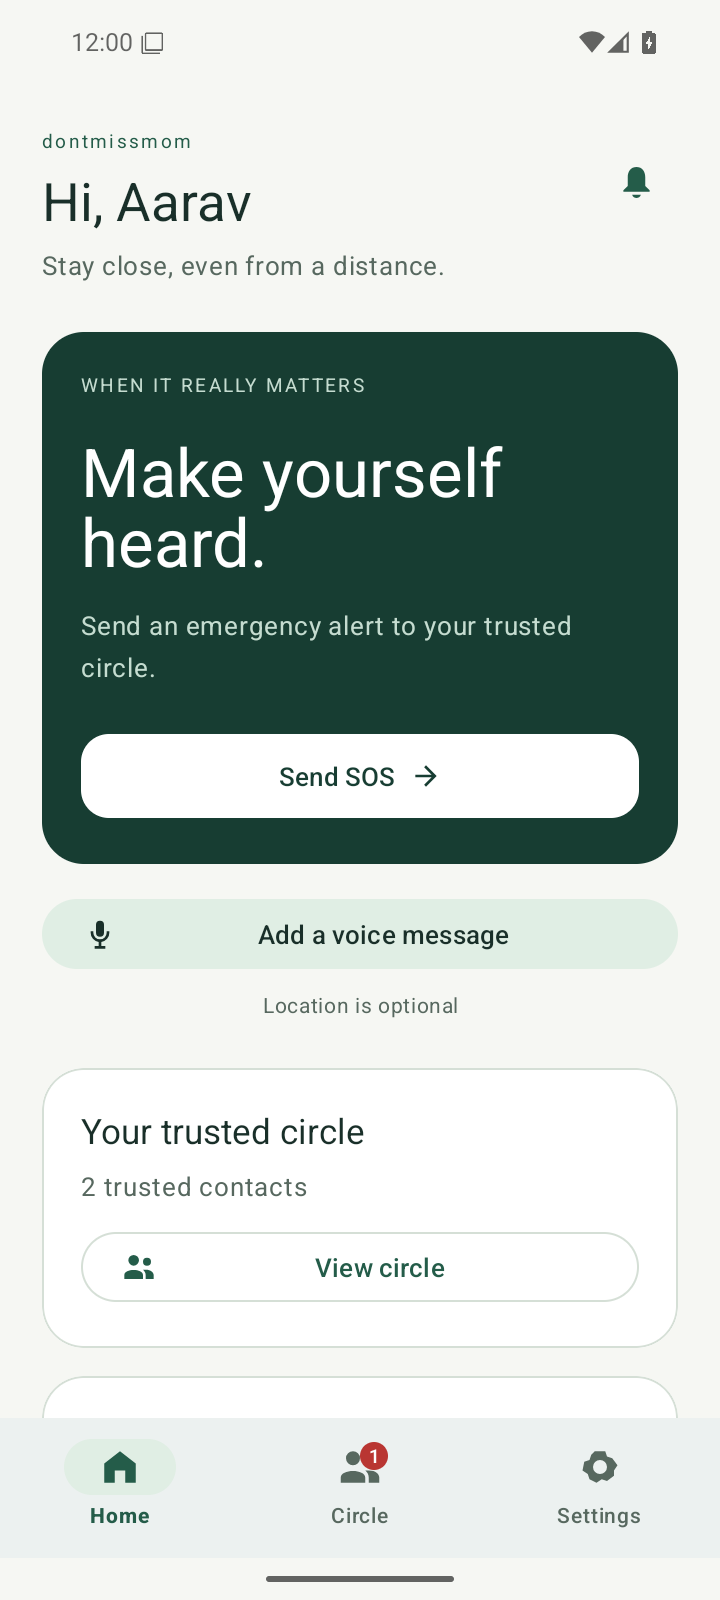 12:00
dontmissmom
Hi, Aarav
Stay close, even from a distance.
WHEN IT REALLY MATTERS
Make yourself
heard.
Send an emergency alert to your trusted
circle.
Send SOS
Add a voice message
Location is optional
Your trusted circle
2 trusted contacts
View circle
1
Home
Circle
Settings